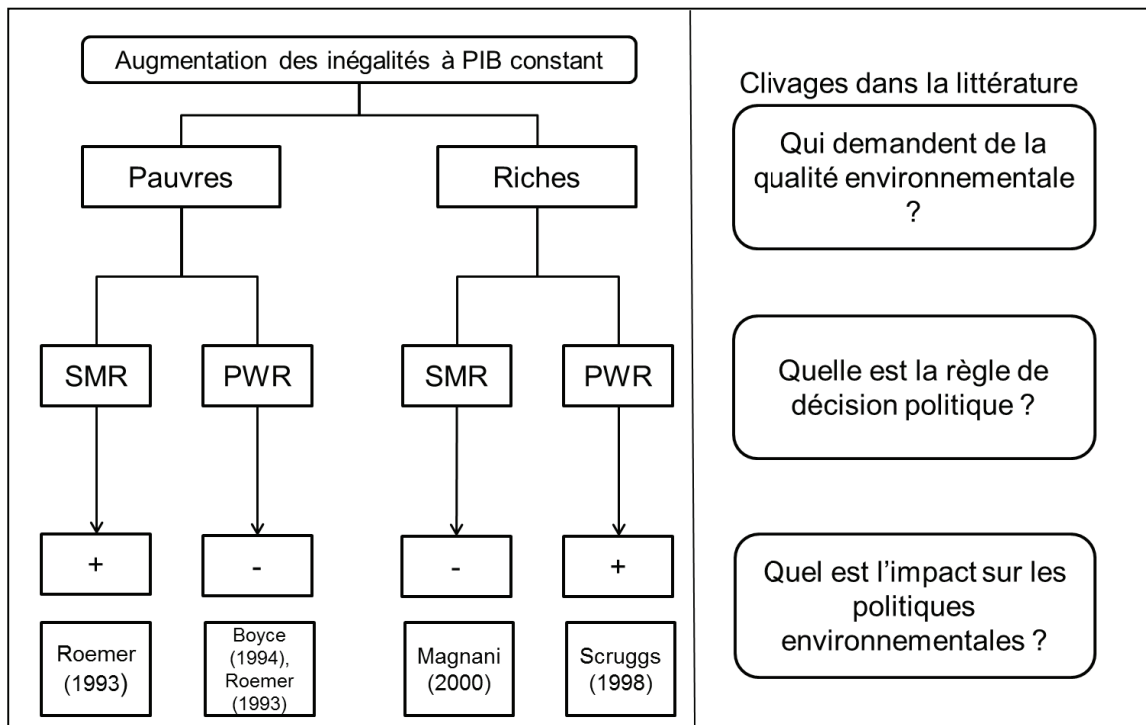 Augmentation des inégalités à PIB constant
Pauvres
Riches
SMR
PWR
SMR
PWR
+
-
-
+
Roemer
(1993)
Boyce
(1994),
Roemer
(1993)
Magnani
(2000)
Scruggs
(1998)
Clivages dans la littérature
Qui demandent de la
qualité environnementale
?
Quelle est la règle de
décision politique ?
Quel est l'impact sur les
politiques
environnementales ?